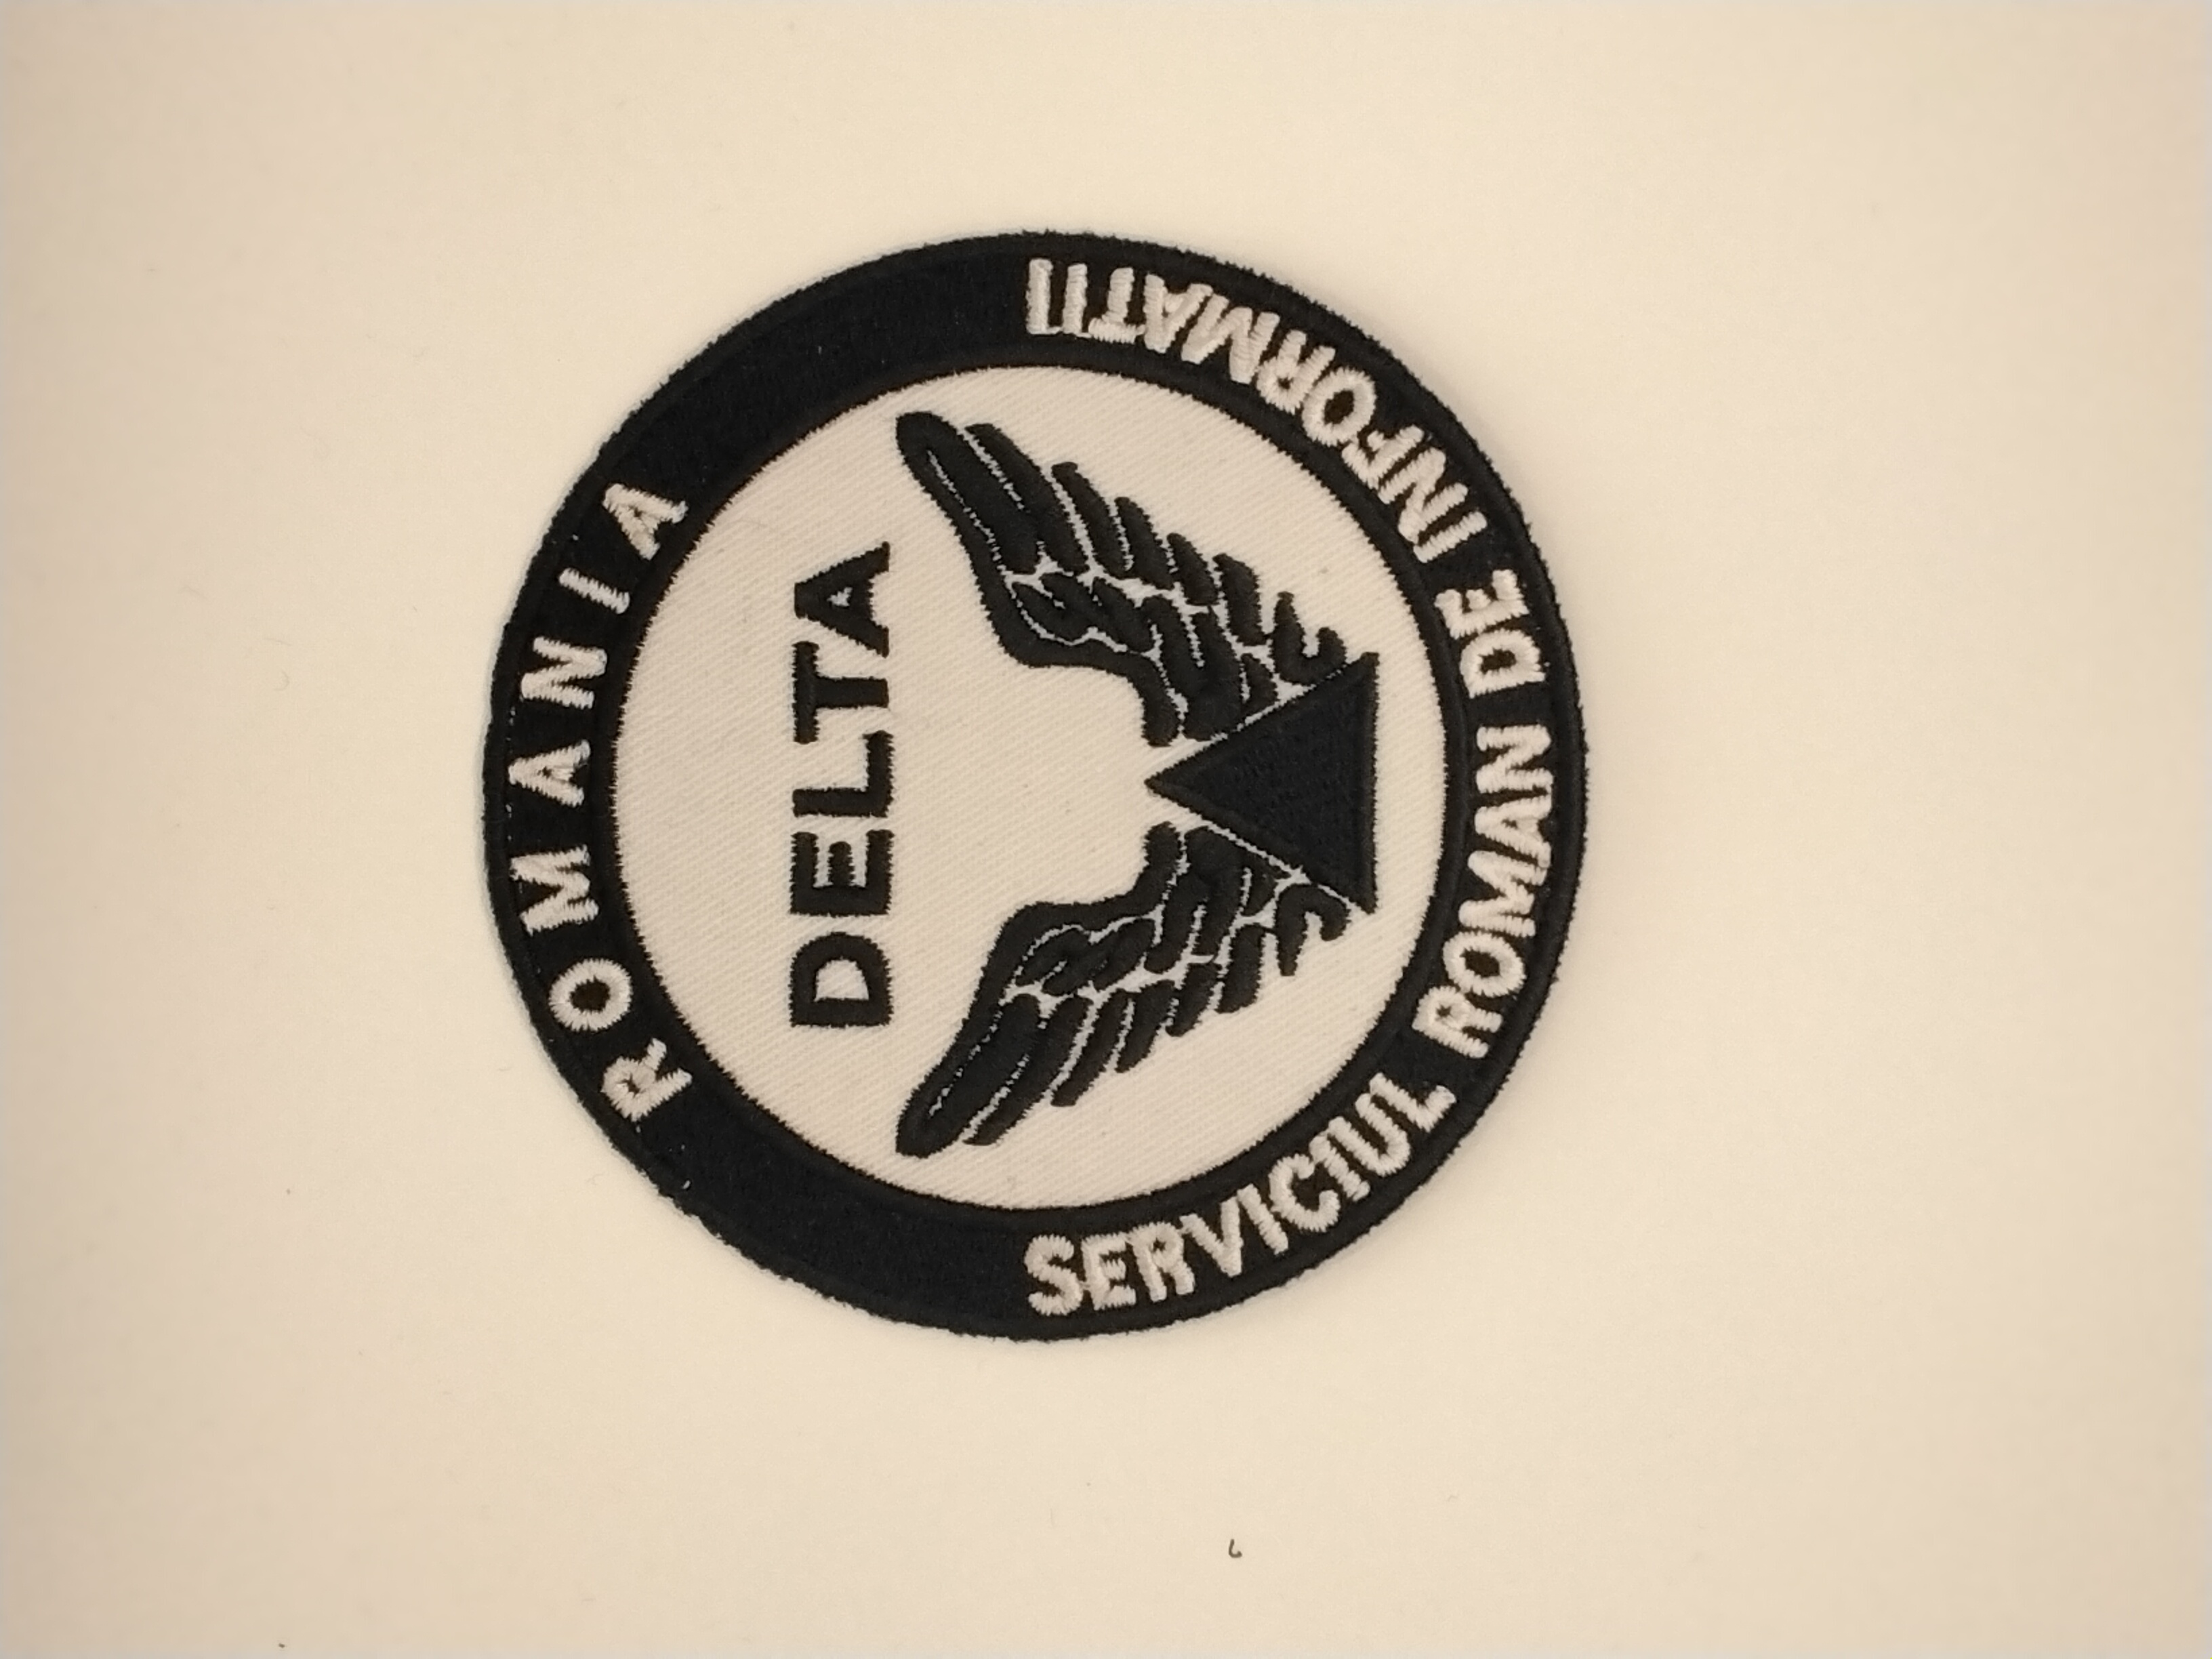 ROMANIA
DELTA
SERVICIUL ROMAN DE INFORMATII